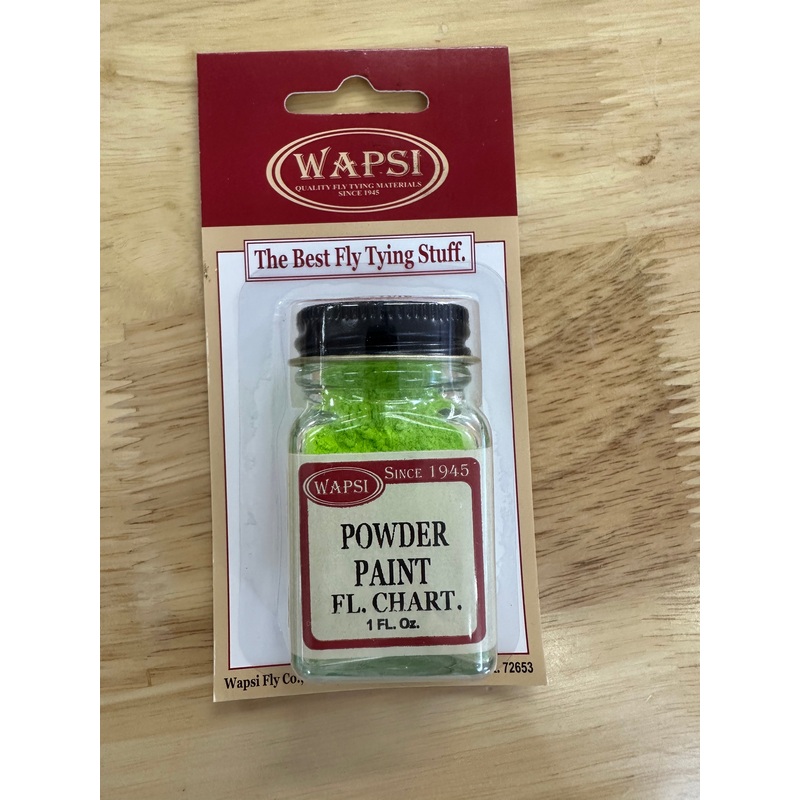 WAPSI
QUALITY FLY TYING MATERIALS
SINCE 1945
The Best Fly Tying Stuff.
WAPSI
SINCE 1945
POWDER
PAINT
FL. CHART.
1 FL. Oz.
Wapsi Fly Co., 72653